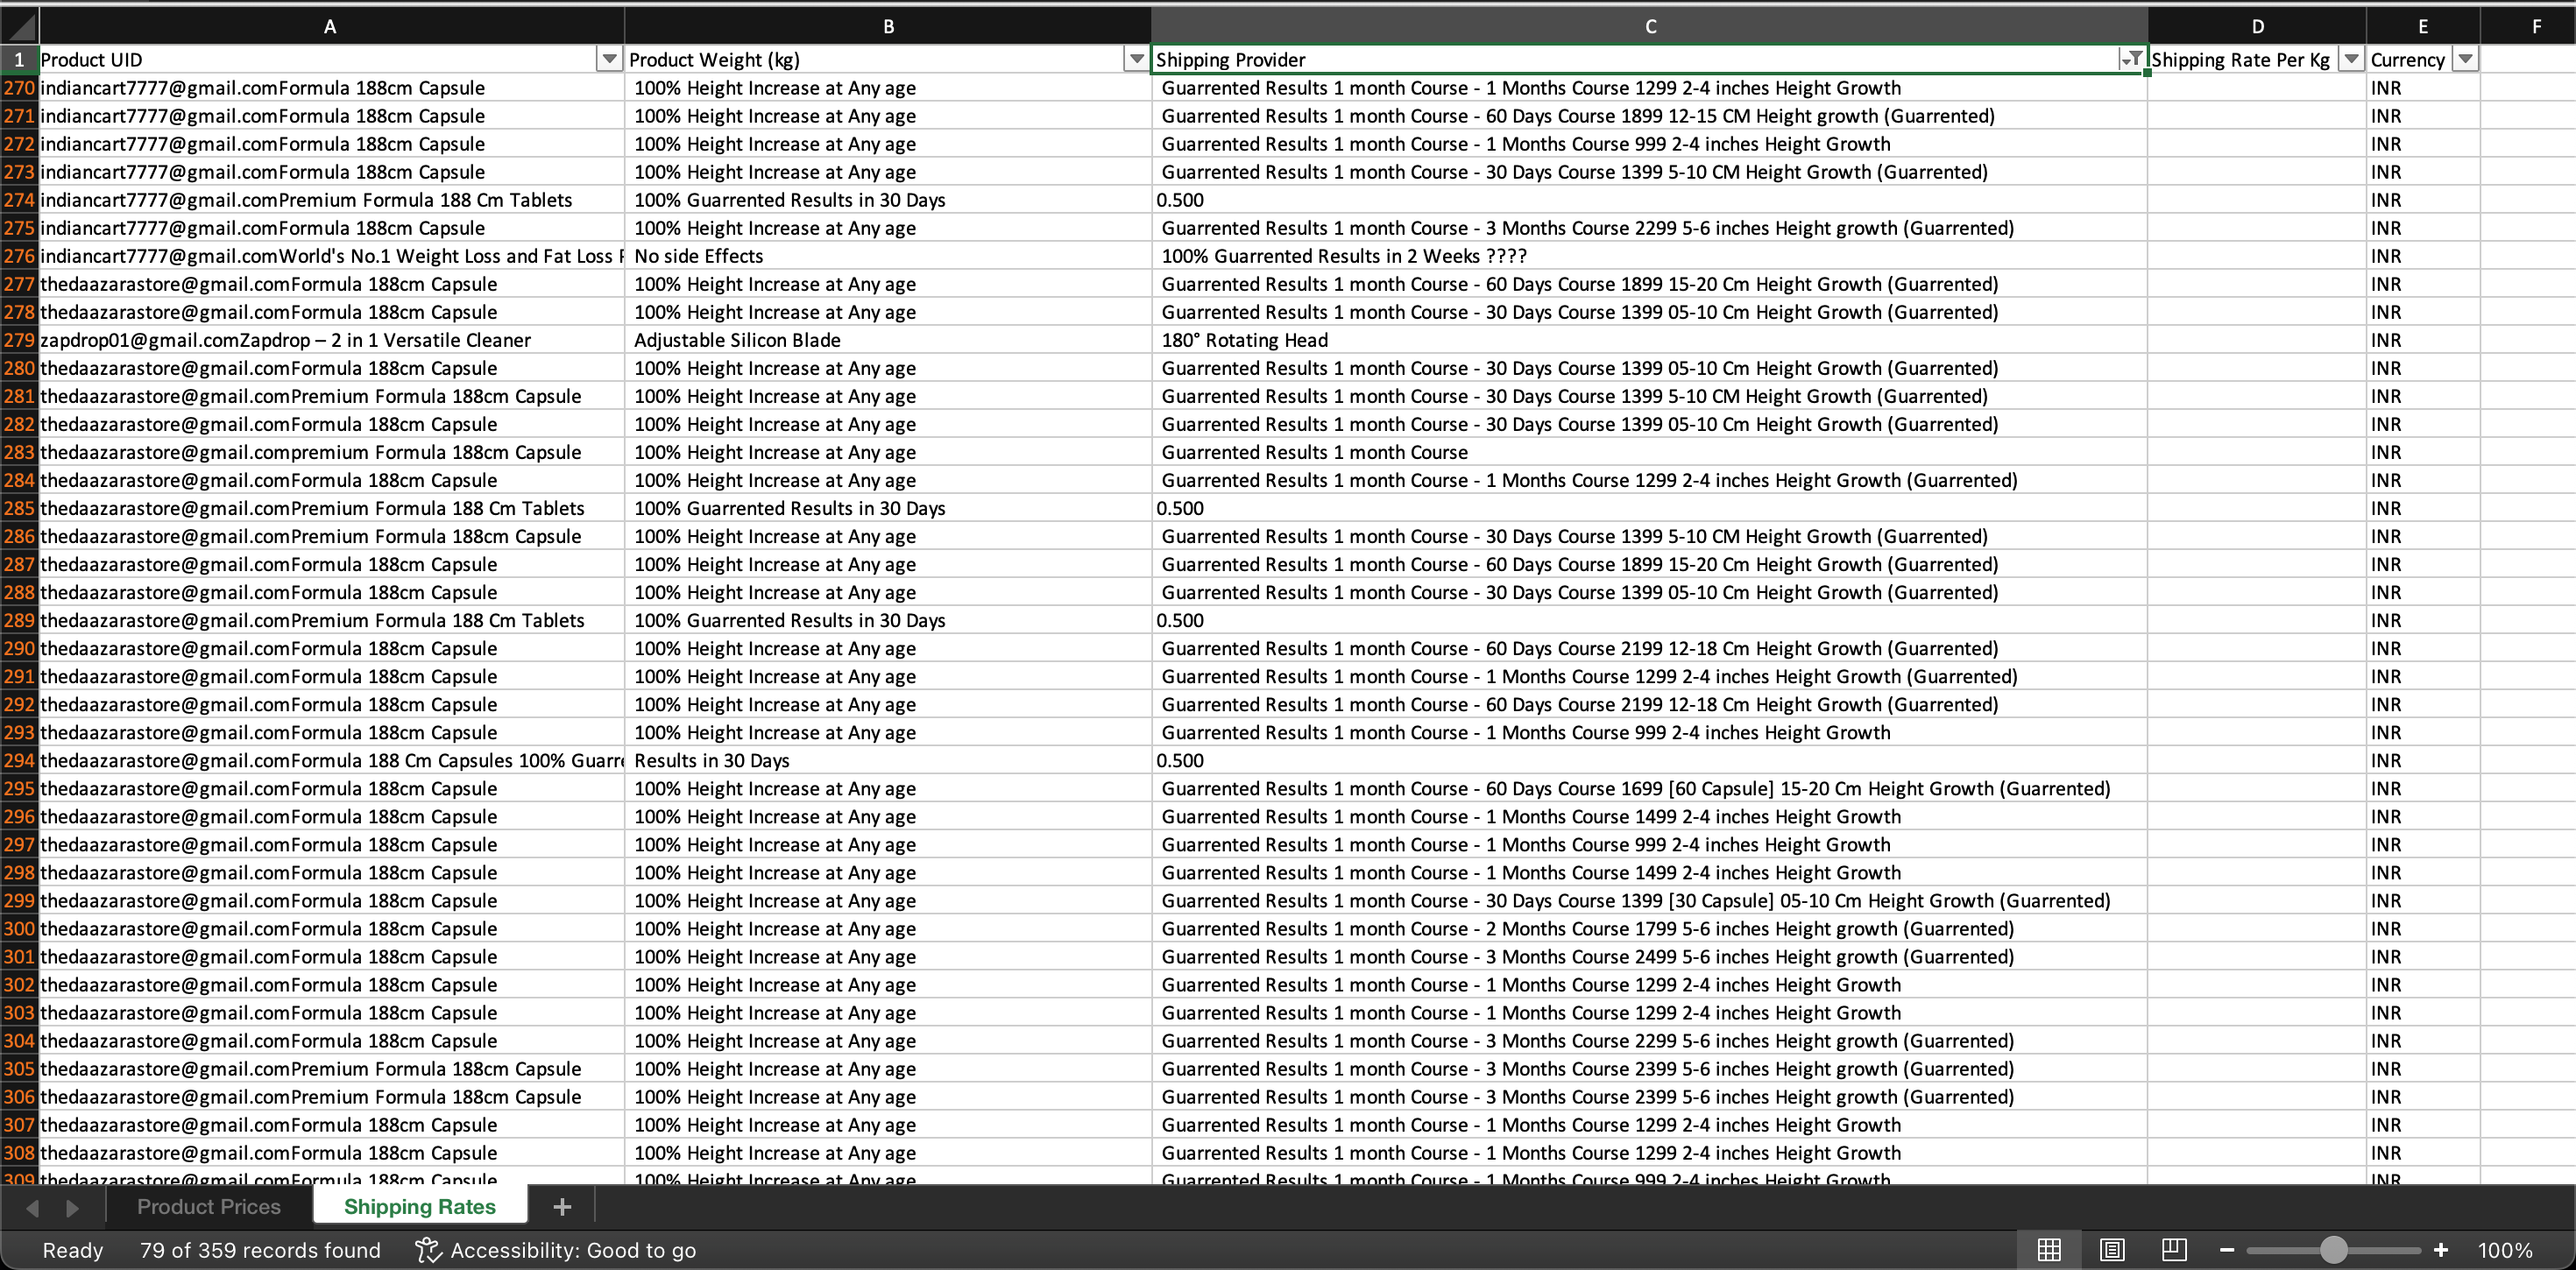 A B C D E F
1 Product UID Product Weight (kg) Shipping Provider Shipping Rate Per Kg Currency
270 indiancart7777@gmail.comFormula 188cm Capsule 100% Height Increase at Any age Guarrented Results 1 month Course - 1 Months Course 1299 2-4 inches Height Growth INR
271 indiancart7777@gmail.comFormula 188cm Capsule 100% Height Increase at Any age Guarrented Results 1 month Course - 60 Days Course 1899 12-15 CM Height growth (Guarrented) INR
272 indiancart7777@gmail.comFormula 188cm Capsule 100% Height Increase at Any age Guarrented Results 1 month Course - 1 Months Course 999 2-4 inches Height Growth INR
273 indiancart7777@gmail.comFormula 188cm Capsule 100% Height Increase at Any age Guarrented Results 1 month Course - 30 Days Course 1399 5-10 CM Height Growth (Guarrented) INR
274 indiancart7777@gmail.comPremium Formula 188 Cm Tablets 100% Guarrented Results in 30 Days 0.500 INR
275 indiancart7777@gmail.comFormula 188cm Capsule 100% Height Increase at Any age Guarrented Results 1 month Course - 3 Months Course 2299 5-6 inches Height growth (Guarrented) INR
276 indiancart7777@gmail.comWorld's No.1 Weight Loss and Fat Loss No side Effects 100% Guarrented Results in 2 Weeks ???? INR
277 thedaazarastore@gmail.comFormula 188cm Capsule 100% Height Increase at Any age Guarrented Results 1 month Course - 60 Days Course 1899 15-20 Cm Height Growth (Guarrented) INR
278 thedaazarastore@gmail.comFormula 188cm Capsule 100% Height Increase at Any age Guarrented Results 1 month Course - 30 Days Course 1399 05-10 Cm Height Growth (Guarrented) INR
279 zapdrop01@gmail.comZapdrop – 2 in 1 Versatile Cleaner Adjustable Silicon Blade 180° Rotating Head INR
280 thedaazarastore@gmail.comFormula 188cm Capsule 100% Height Increase at Any age Guarrented Results 1 month Course - 30 Days Course 1399 05-10 Cm Height Growth (Guarrented) INR
281 thedaazarastore@gmail.comPremium Formula 188cm Capsule 100% Height Increase at Any age Guarrented Results 1 month Course - 30 Days Course 1399 5-10 CM Height Growth (Guarrented) INR
282 thedaazarastore@gmail.comFormula 188cm Capsule 100% Height Increase at Any age Guarrented Results 1 month Course - 30 Days Course 1399 05-10 Cm Height Growth (Guarrented) INR
283 thedaazarastore@gmail.compremium Formula 188cm Capsule 100% Height Increase at Any age Guarrented Results 1 month Course INR
284 thedaazarastore@gmail.comFormula 188cm Capsule 100% Height Increase at Any age Guarrented Results 1 month Course - 1 Months Course 1299 2-4 inches Height Growth (Guarrented) INR
285 thedaazarastore@gmail.comPremium Formula 188 Cm Tablets 100% Guarrented Results in 30 Days 0.500 INR
286 thedaazarastore@gmail.comPremium Formula 188cm Capsule 100% Height Increase at Any age Guarrented Results 1 month Course - 30 Days Course 1399 5-10 CM Height Growth (Guarrented) INR
287 thedaazarastore@gmail.comFormula 188cm Capsule 100% Height Increase at Any age Guarrented Results 1 month Course - 60 Days Course 1899 15-20 Cm Height Growth (Guarrented) INR
288 thedaazarastore@gmail.comFormula 188cm Capsule 100% Height Increase at Any age Guarrented Results 1 month Course - 30 Days Course 1399 05-10 Cm Height Growth (Guarrented) INR
289 thedaazarastore@gmail.comPremium Formula 188 Cm Tablets 100% Guarrented Results in 30 Days 0.500 INR
290 thedaazarastore@gmail.comFormula 188cm Capsule 100% Height Increase at Any age Guarrented Results 1 month Course - 60 Days Course 2199 12-18 Cm Height Growth (Guarrented) INR
291 thedaazarastore@gmail.comFormula 188cm Capsule 100% Height Increase at Any age Guarrented Results 1 month Course - 1 Months Course 1299 2-4 inches Height Growth (Guarrented) INR
292 thedaazarastore@gmail.comFormula 188cm Capsule 100% Height Increase at Any age Guarrented Results 1 month Course - 60 Days Course 2199 12-18 Cm Height Growth (Guarrented) INR
293 thedaazarastore@gmail.comFormula 188cm Capsule 100% Height Increase at Any age Guarrented Results 1 month Course - 1 Months Course 999 2-4 inches Height Growth INR
294 thedaazarastore@gmail.comFormula 188 Cm Capsules 100% Guarre Results in 30 Days 0.500 INR
295 thedaazarastore@gmail.comFormula 188cm Capsule 100% Height Increase at Any age Guarrented Results 1 month Course - 60 Days Course 1699 [60 Capsule] 15-20 Cm Height Growth (Guarrented) INR
296 thedaazarastore@gmail.comFormula 188cm Capsule 100% Height Increase at Any age Guarrented Results 1 month Course - 1 Months Course 1499 2-4 inches Height Growth INR
297 thedaazarastore@gmail.comFormula 188cm Capsule 100% Height Increase at Any age Guarrented Results 1 month Course - 1 Months Course 999 2-4 inches Height Growth INR
298 thedaazarastore@gmail.comFormula 188cm Capsule 100% Height Increase at Any age Guarrented Results 1 month Course - 1 Months Course 1499 2-4 inches Height Growth INR
299 thedaazarastore@gmail.comFormula 188cm Capsule 100% Height Increase at Any age Guarrented Results 1 month Course - 30 Days Course 1399 [30 Capsule] 05-10 Cm Height Growth (Guarrented) INR
300 thedaazarastore@gmail.comFormula 188cm Capsule 100% Height Increase at Any age Guarrented Results 1 month Course - 2 Months Course 1799 5-6 inches Height growth (Guarrented) INR
301 thedaazarastore@gmail.comFormula 188cm Capsule 100% Height Increase at Any age Guarrented Results 1 month Course - 3 Months Course 2499 5-6 inches Height growth (Guarrented) INR
302 thedaazarastore@gmail.comFormula 188cm Capsule 100% Height Increase at Any age Guarrented Results 1 month Course - 1 Months Course 1299 2-4 inches Height Growth INR
303 thedaazarastore@gmail.comFormula 188cm Capsule 100% Height Increase at Any age Guarrented Results 1 month Course - 1 Months Course 1299 2-4 inches Height Growth INR
304 thedaazarastore@gmail.comFormula 188cm Capsule 100% Height Increase at Any age Guarrented Results 1 month Course - 3 Months Course 2299 5-6 inches Height growth (Guarrented) INR
305 thedaazarastore@gmail.comPremium Formula 188cm Capsule 100% Height Increase at Any age Guarrented Results 1 month Course - 3 Months Course 2399 5-6 inches Height growth (Guarrented) INR
306 thedaazarastore@gmail.comPremium Formula 188cm Capsule 100% Height Increase at Any age Guarrented Results 1 month Course - 3 Months Course 2399 5-6 inches Height growth (Guarrented) INR
307 thedaazarastore@gmail.comFormula 188cm Capsule 100% Height Increase at Any age Guarrented Results 1 month Course - 1 Months Course 1299 2-4 inches Height Growth INR
308 thedaazarastore@gmail.comFormula 188cm Capsule 100% Height Increase at Any age Guarrented Results 1 month Course - 1 Months Course 1299 2-4 inches Height Growth INR
309 thedaazarastore@gmail.comFormula 188cm Capsule 100% Height Increase at Any age Guarrented Results 1 month Course - 1 Months Course 999 2-4 inches Height Growth INR
Product Prices Shipping Rates +
Ready 79 of 359 records found Accessibility: Good to go 100%